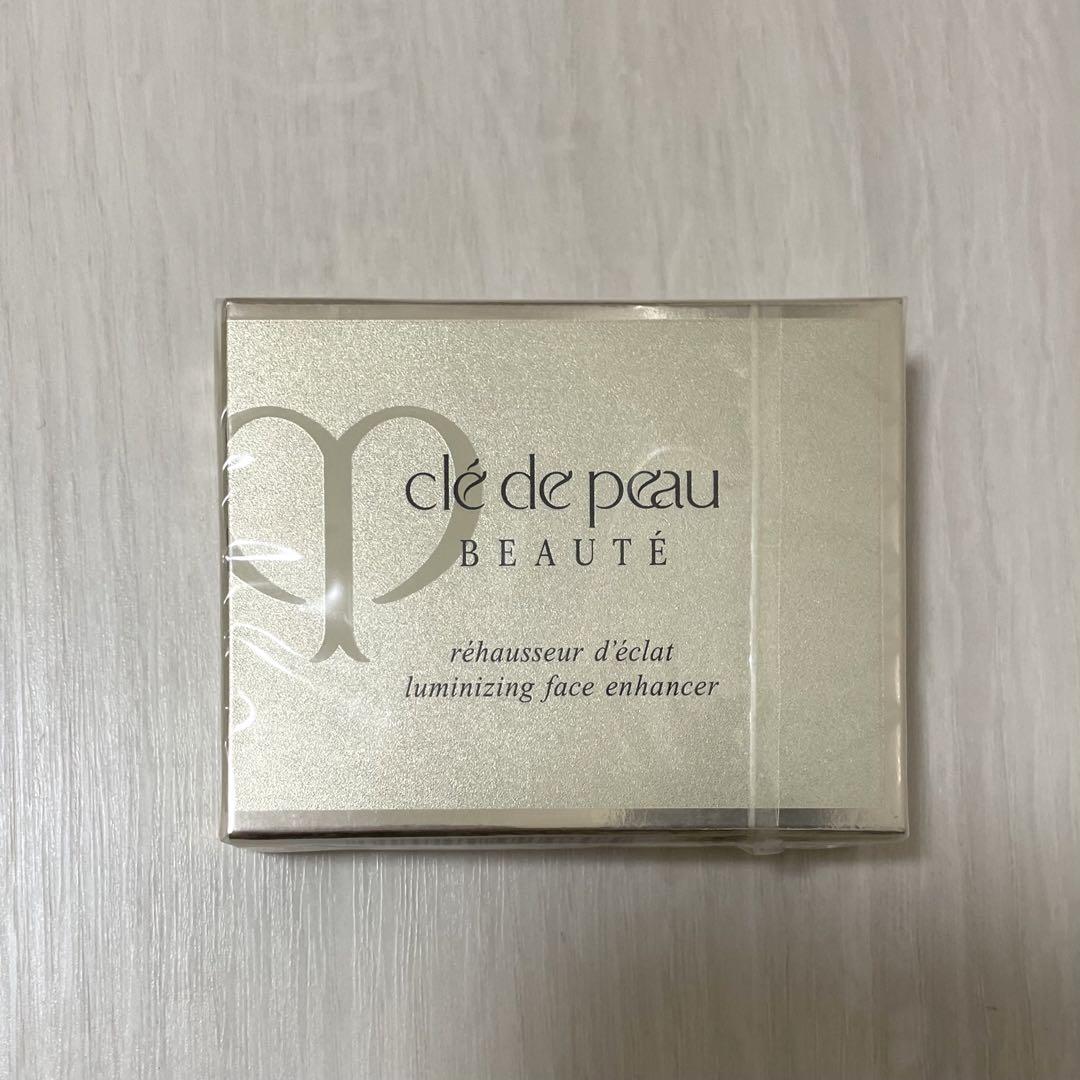 clé de peau
BEAUTÉ
réhausseur d'éclat
luminizing face enhancer